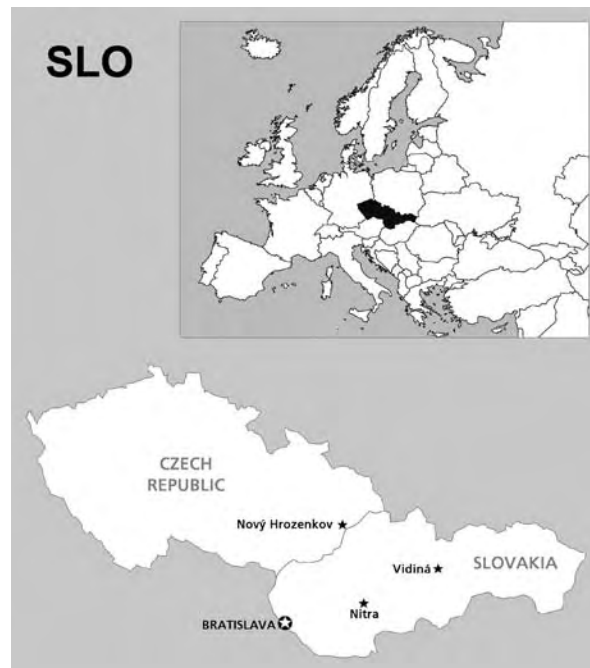 SLO
CZECH
REPUBLIC
Nový Hrozenkov
Vidiná
SLOVAKIA
Nitra
BRATISLAVA